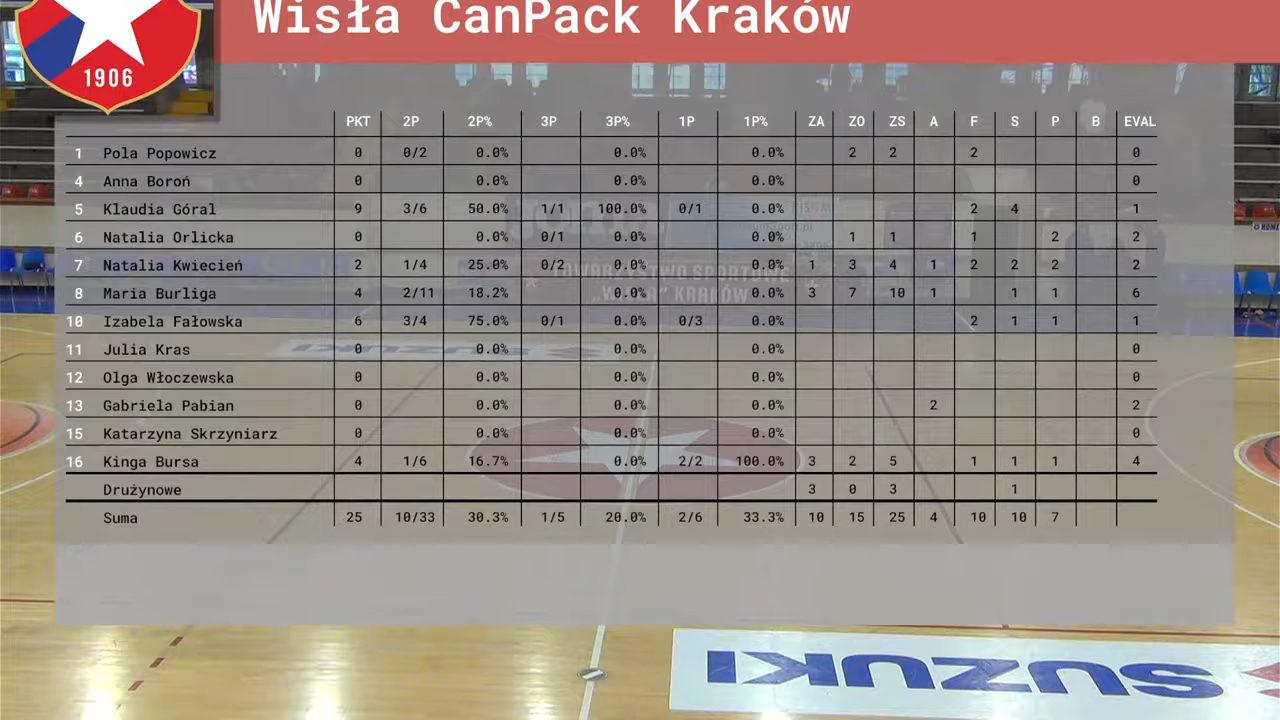 Wisła CanPack Kraków
1906
PKT 2P 2P% 3P 3P% 1P 1P% ZA ZO ZS A F S P B EVAL
1 Pola Popowicz 0 0/2 0.0% 0.0% 0.0% 2 2 2 0
4 Anna Boroń 0 0.0% 0.0% 0.0% 0
5 Klaudia Góral 9 3/6 50.0% 1/1 100.0% 0/1 0.0% 2 4 1
6 Natalia Orlicka 0 0.0% 0/1 0.0% 0.0% 1 1 1 2 2
7 Natalia Kwiecień 2 1/4 25.0% 0/2 0.0% 0.0% 1 3 4 1 2 2 2 2
8 Maria Burliga 4 2/11 18.2% 0.0% 0.0% 3 7 10 1 1 1 6
10 Izabela Fałowska 6 3/4 75.0% 0/1 0.0% 0/3 0.0% 2 1 1 1
11 Julia Kras 0 0.0% 0.0% 0.0% 0
12 Olga Włoczewska 0 0.0% 0.0% 0.0% 0
13 Gabriela Pabian 0 0.0% 0.0% 0.0% 2 2
15 Katarzyna Skrzyniarz 0 0.0% 0.0% 0.0% 0
16 Kinga Bursa 4 1/6 16.7% 0.0% 2/2 100.0% 3 2 5 1 1 1 4
Drużynowe 3 0 3 1
Suma 25 10/33 30.3% 1/5 20.0% 2/6 33.3% 10 15 25 4 10 10 7
TOWARZYSTWO SPORTOWE
„WISŁA” KRAKÓW
SUZUKI
SUZUKI